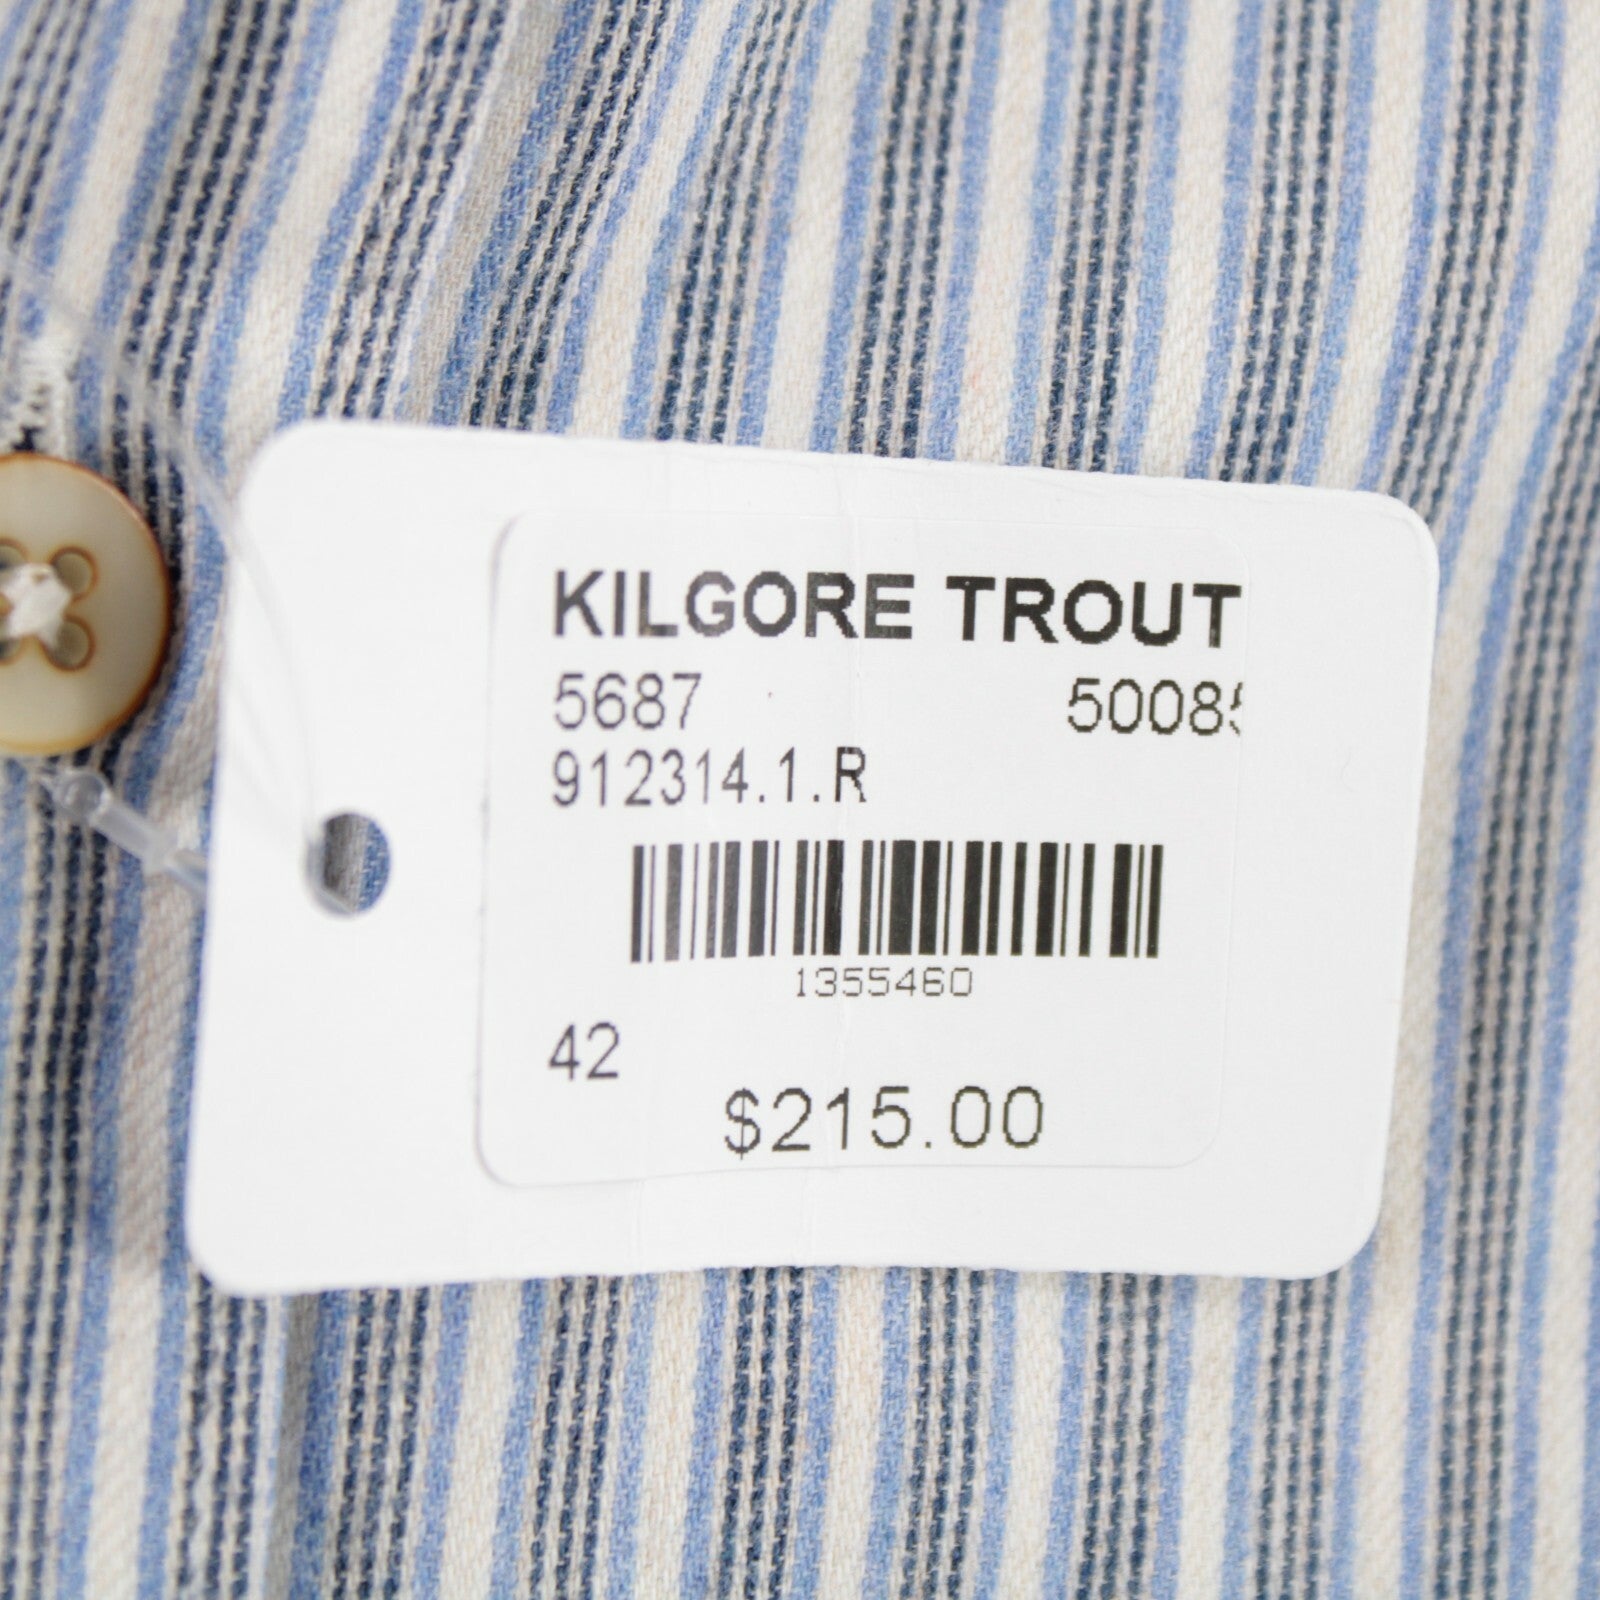 KILGORE TROUT
5687
912314.1.R
1355460
42
$215.00